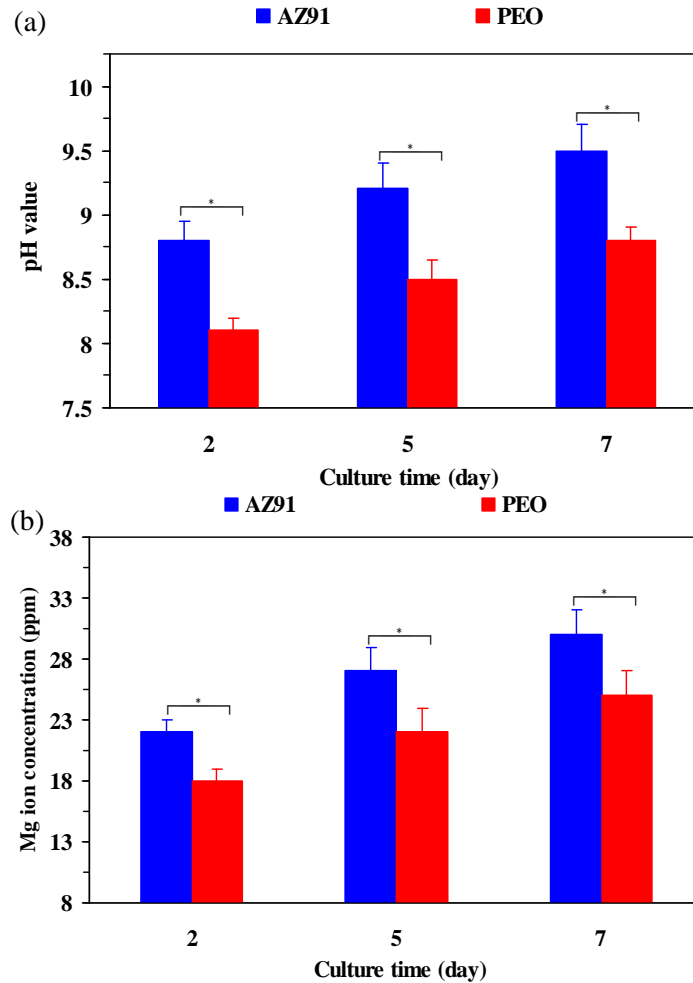 (a)
AZ91 PEO
pH value
10
9.5
9
8.5
8
7.5
*
*
*
2 5 7
Culture time (day)
(b)
AZ91 PEO
Mg ion concentration (ppm)
38
33
28
23
18
13
8
*
*
*
2 5 7
Culture time (day)